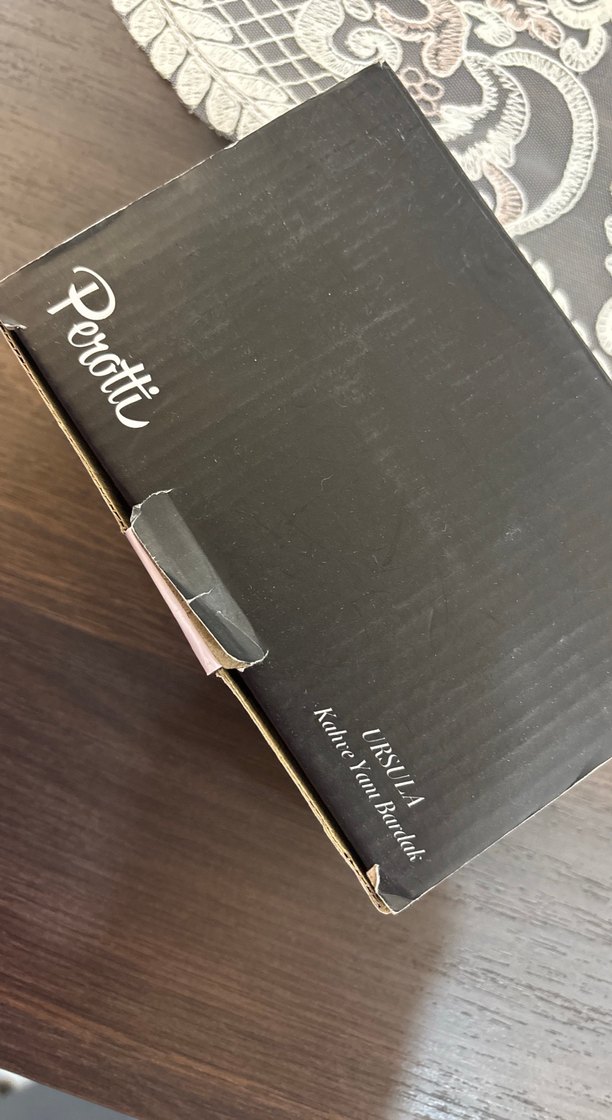 Perotti
URSULA
Kahve Yanı Bardak